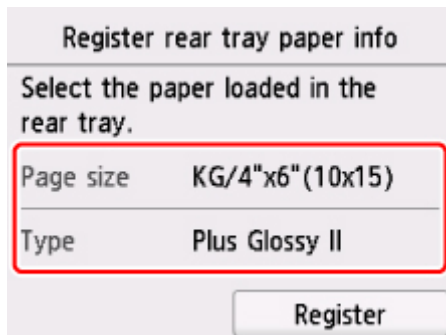 Register rear tray paper info
Select the paper loaded in the
rear tray.
Page size KG/4"x6"(10x15)
Type Plus Glossy II
Register